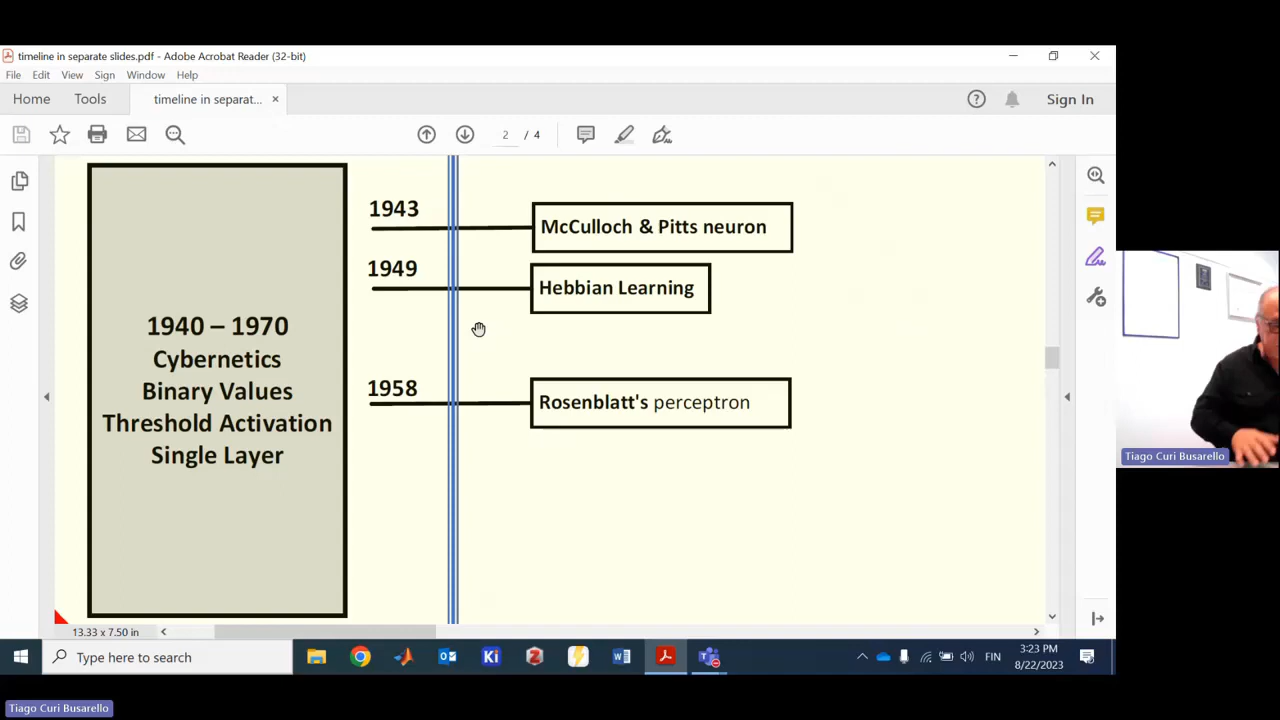 timeline in separate slides.pdf - Adobe Acrobat Reader (32-bit)
File Edit View Sign Window Help
Home Tools timeline in separat... × Sign In
2 / 4
1943
McCulloch & Pitts neuron
1949
Hebbian Learning
1940 – 1970
Cybernetics
Binary Values
Threshold Activation
Single Layer
1958
Rosenblatt's perceptron
Tiago Curi Busarello
13.33 x 7.50 in
Type here to search
Ki
FIN
3:23 PM
8/22/2023
Tiago Curi Busarello